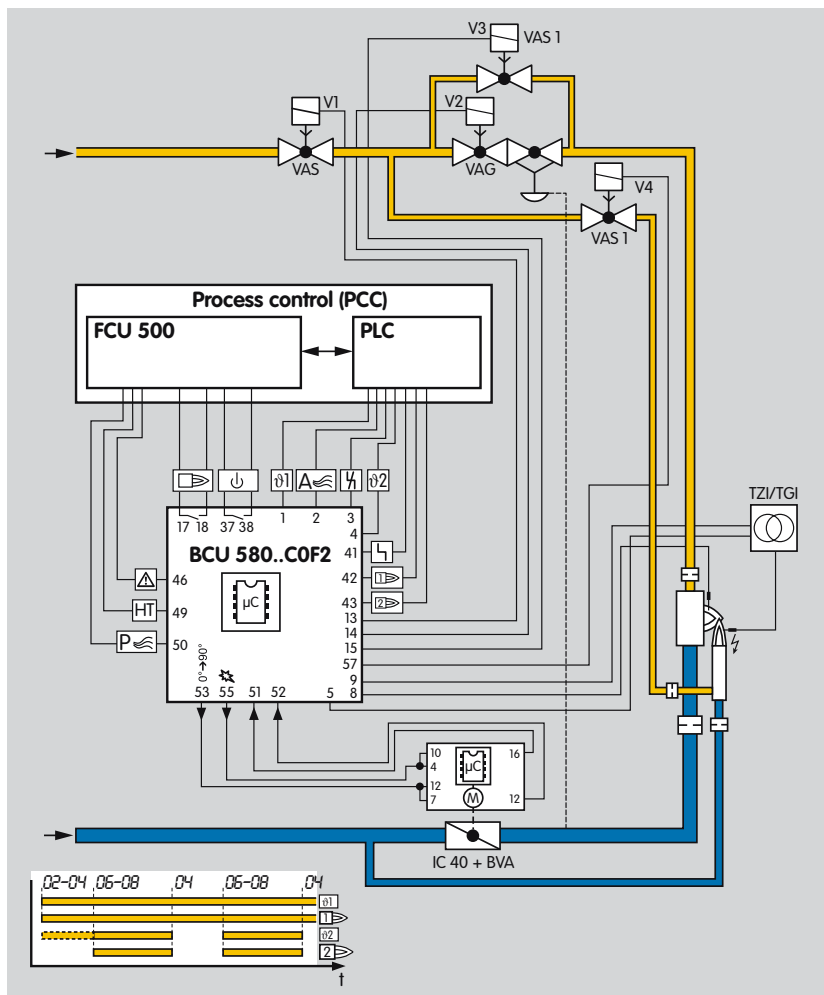 V3
VAS 1
V1
V2
VAS
VAG
V4
VAS 1
Process control (PCC)
FCU 500
PLC
ϑ1
A
ϑ2
TZI/TGI
17 18
37 38
1
2
3
4
BCU 580..C0F2
41
µC
46
42
1
HT
49
43
2
13
P
50
14
15
57
0°➔90°
9
53
55
51
52
5
8
10
16
4
µC
12
7
M
12
IC 40 + BVA
02-04
06-08
04
06-08
04
ϑ1
1
ϑ2
2
t